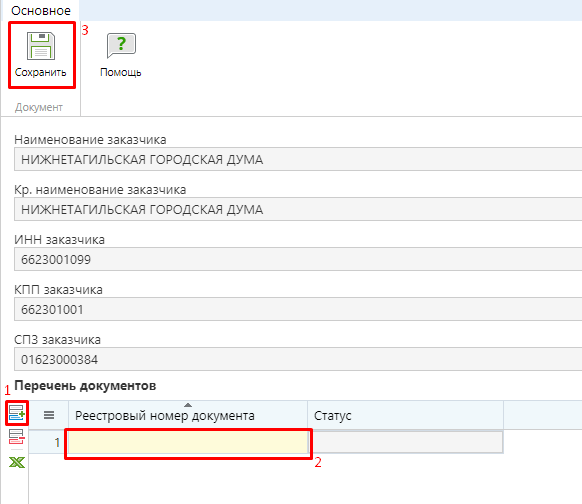 Основное
3
Сохранить
Помощь
Документ
Наименование заказчика
НИЖНЕТАГИЛЬСКАЯ ГОРОДСКАЯ ДУМА
Кр. наименование заказчика
НИЖНЕТАГИЛЬСКАЯ ГОРОДСКАЯ ДУМА
ИНН заказчика
6623001099
КПП заказчика
662301001
СПЗ заказчика
01623000384
Перечень документов
1
Реестровый номер документа Статус
1
2